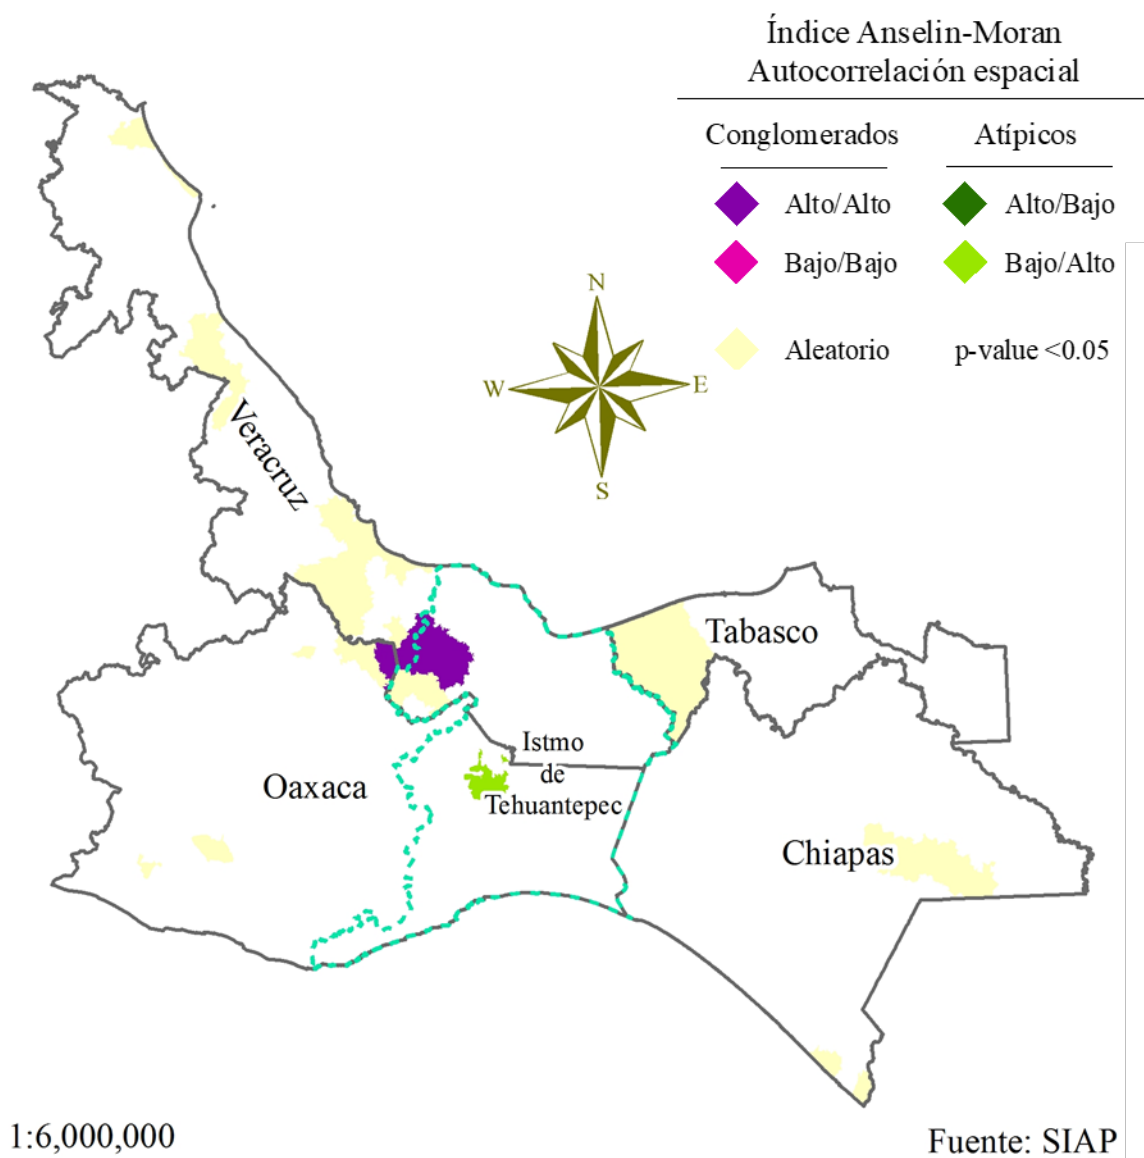 Índice Anselin-Moran
Autocorrelación espacial
Conglomerados
Atípicos
Alto/Alto
Alto/Bajo
Bajo/Bajo
Bajo/Alto
Aleatorio
p-value <0.05
N
W
E
S
Veracruz
Tabasco
Istmo
de
Tehuantepec
Oaxaca
Chiapas
1:6,000,000
Fuente: SIAP